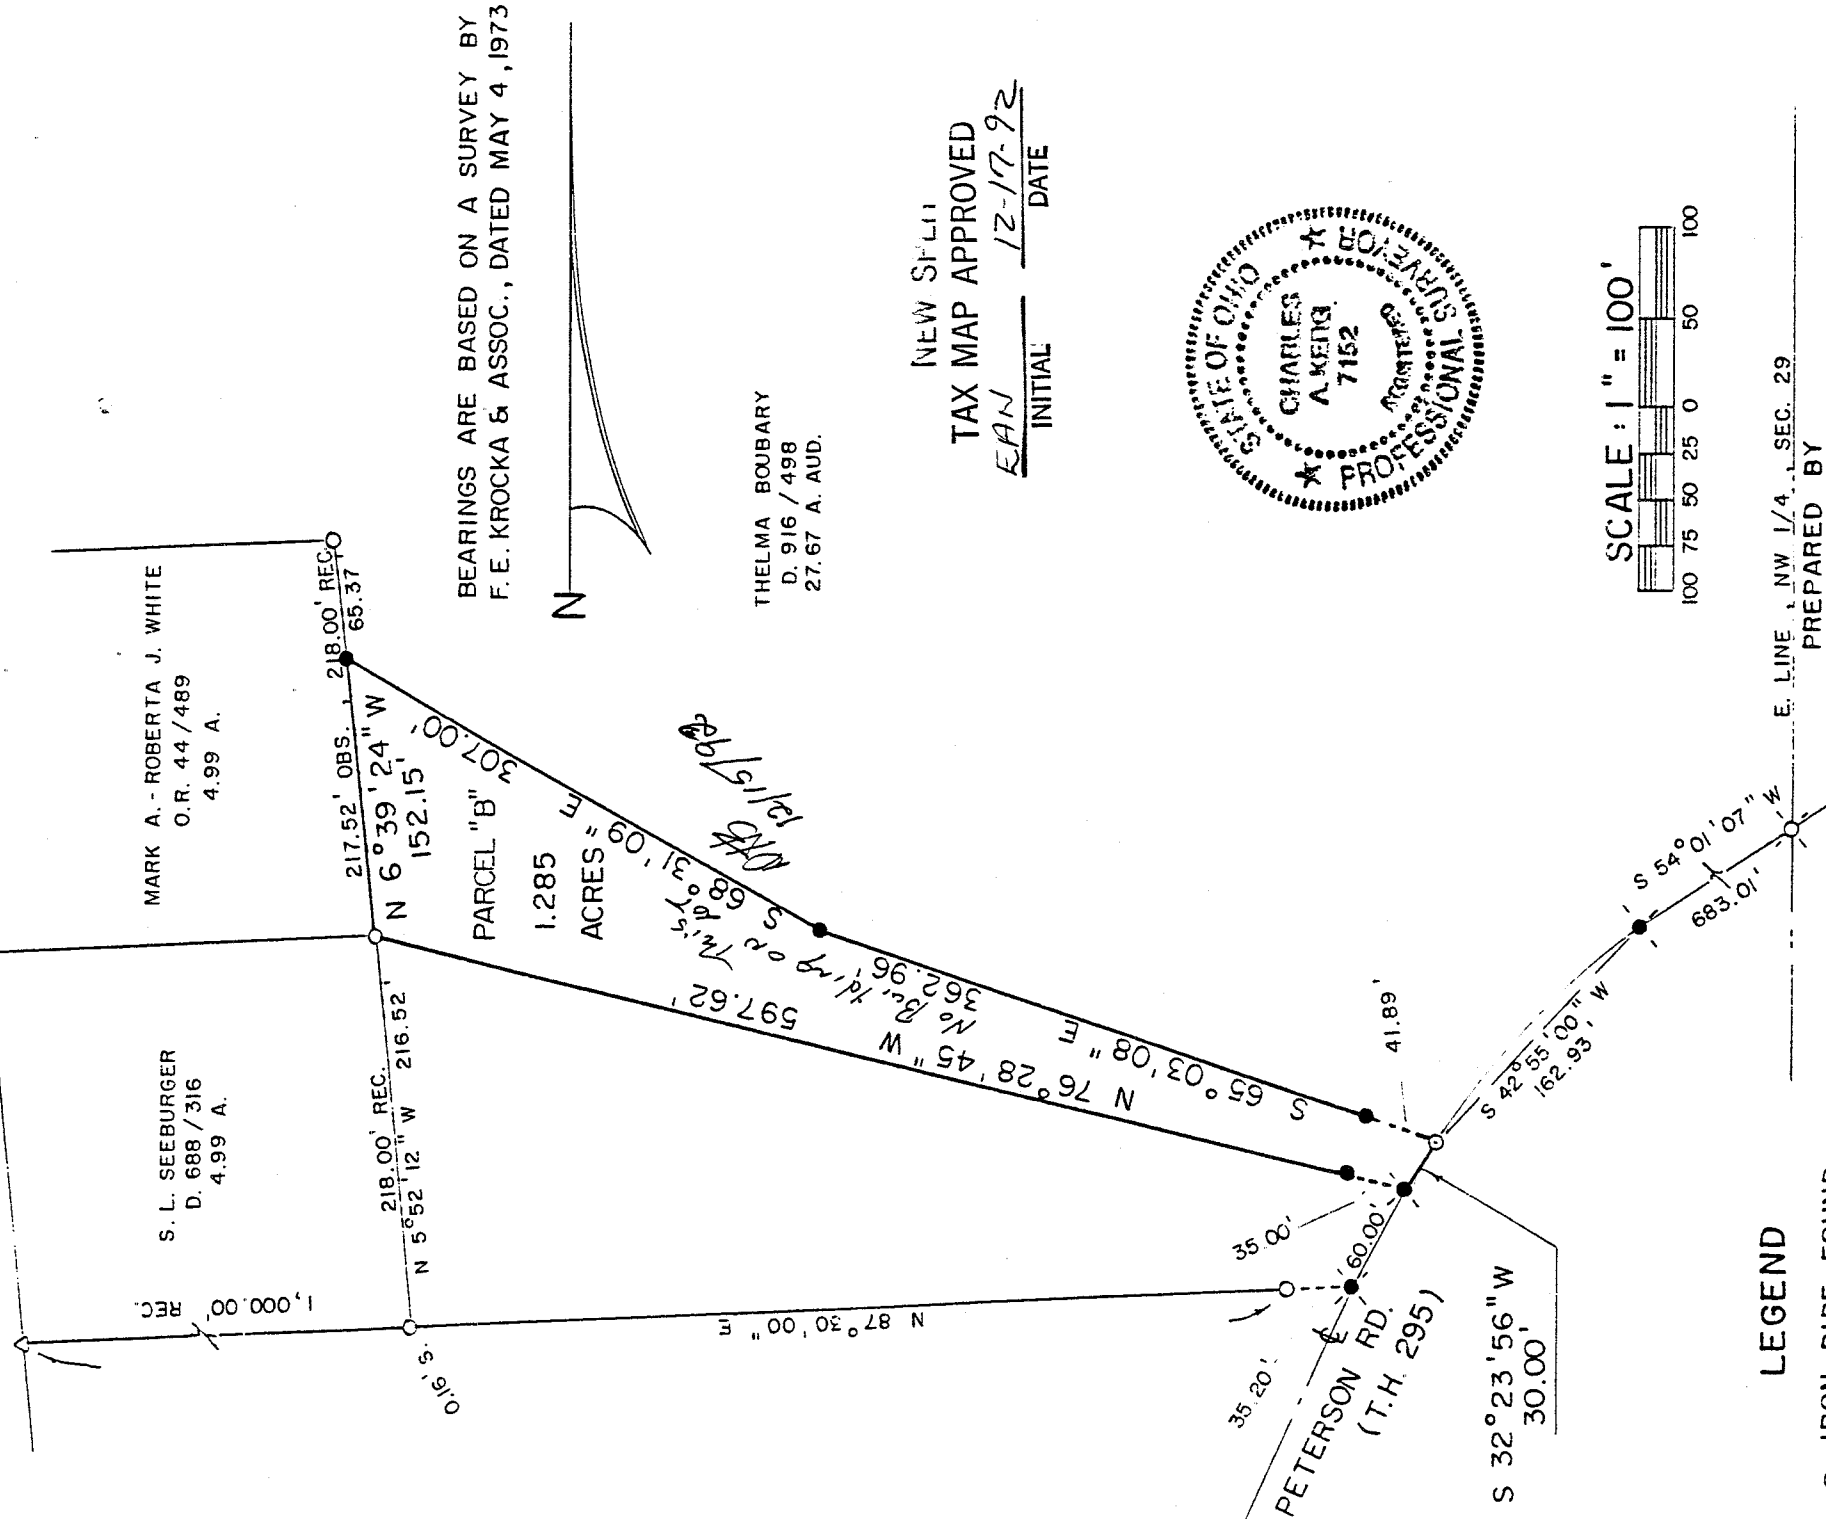 BEARINGS ARE BASED ON A SURVEY BY
F. E. KROCKA & ASSOC., DATED MAY 4, 1973
N
MARK A. - ROBERTA J. WHITE
O.R. 44/489
4.99 A.
S. L. SEEBURGER
D. 688/316
4.99 A.
THELMA BOUBARY
D. 916 / 498
27.67 A. AUD.
217.52' OBS., 218.00' REC.
65.37
N 6° 39' 24" W
152.15'
218.00' REC. 216.52'
N 5° 52' 12" W
1,000.00' REC.
0.16' S.
PARCEL "B"
1.285
ACRES
307.00'
S 68° 31' 09" E
No Building on This
12/15/92
597.62'
N 76° 28' 45" W
362.96'
S 65° 03' 08" E
N 87° 30' 00" E
41.89'
35.00'
60.00'
35.20'
PETERSON RD.
(T.H. 295)
S 32° 23' 56" W
30.00'
S 42° 55' 00" W
162.93'
S 54° 01' 07" W
683.01'
E. LINE, NW 1/4, SEC. 29
PREPARED BY
NEW SPLIT
TAX MAP APPROVED
EAN 12-17-92
INITIAL DATE
STATE OF OHIO
CHARLES
7152
PROFESSIONAL SURVEYOR
SCALE : 1" = 100'
100 75 50 25 0 50 100
LEGEND